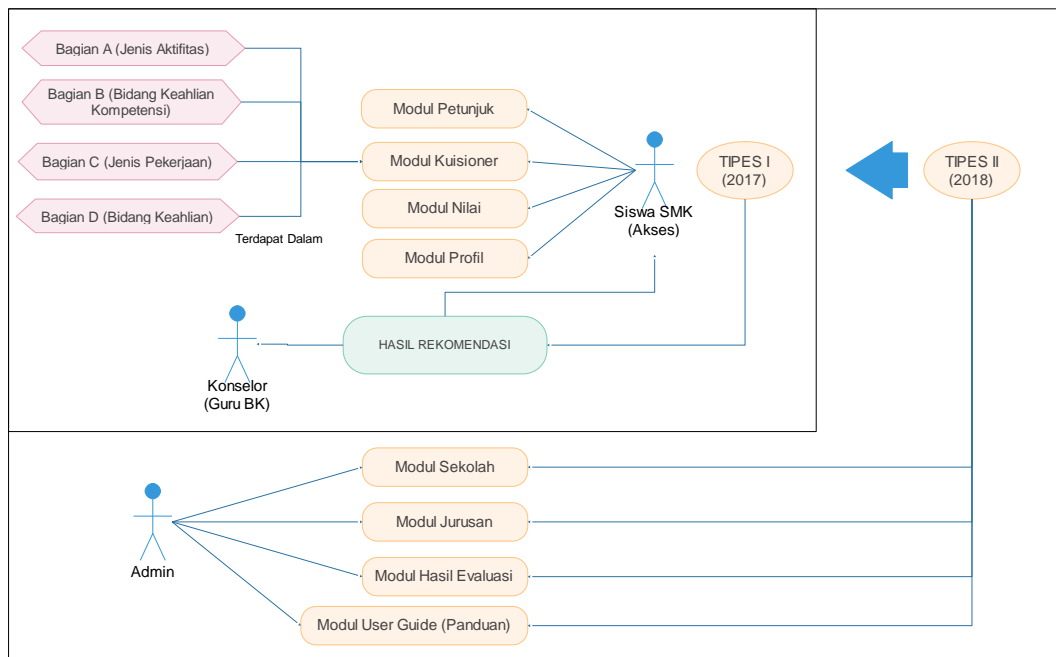 Bagian A (Jenis Aktifitas)
Bagian B (Bidang Keahlian
Kompetensi)
Bagian C (Jenis Pekerjaan)
Bagian D (Bidang Keahlian)
Terdapat Dalam
Modul Petunjuk
Modul Kuisioner
Modul Nilai
Modul Profil
Siswa SMK
(Akses)
TIPES I
(2017)
TIPES II
(2018)
HASIL REKOMENDASI
Konselor
(Guru BK)
Modul Sekolah
Modul Jurusan
Modul Hasil Evaluasi
Modul User Guide (Panduan)
Admin